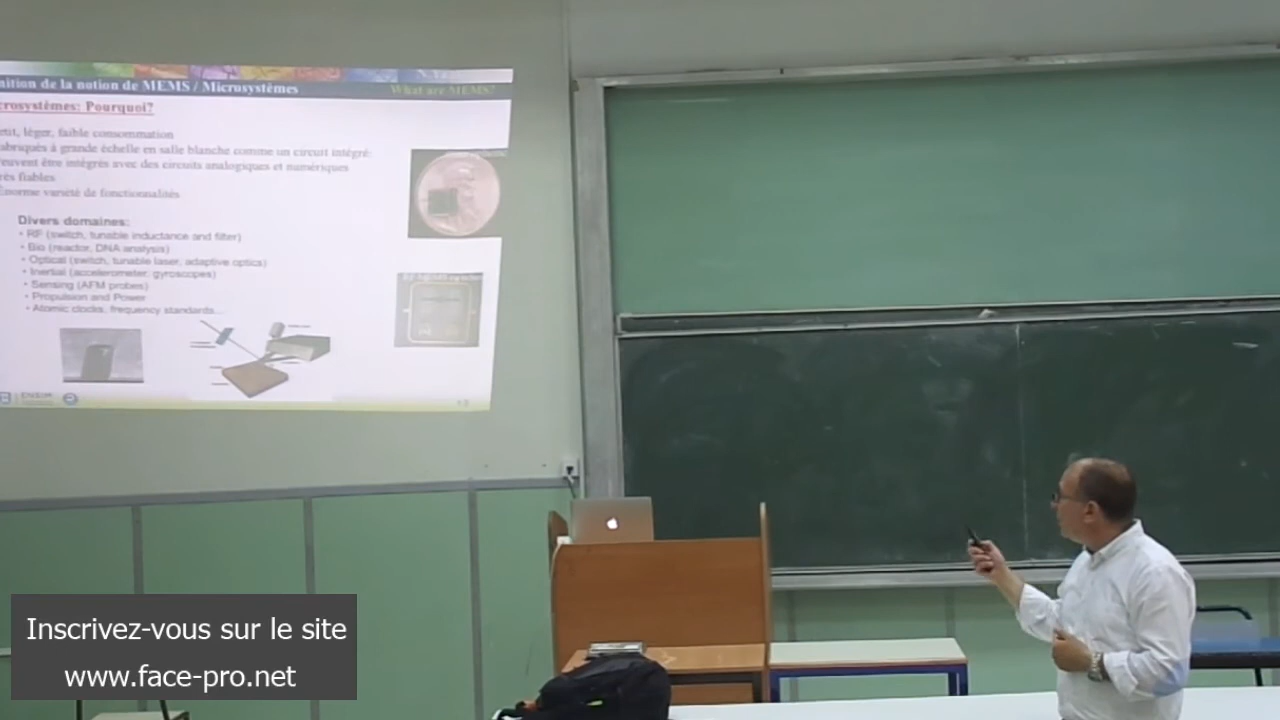 nition de la notion de MEMS / Microsystèmes
What are MEMS?
crosystèmes: Pourquoi?
etit, léger, faible consommation
abriqués à grande échelle en salle blanche comme un circuit intégré:
euvent être intégrés avec des circuits analogiques et numériques
rès fiables
Énorme variété de fonctionnalités
Divers domaines:
• RF (switch, tunable inductance and filter)
• Bio (reactor, DNA analysis)
• Optical (switch, tunable laser, adaptive optics)
• Inertial (accelerometer, gyroscopes)
• Sensing (AFM probes)
• Propulsion and Power
• Atomic clocks, frequency standards...
ENSIM
Inscrivez-vous sur le site
www.face-pro.net